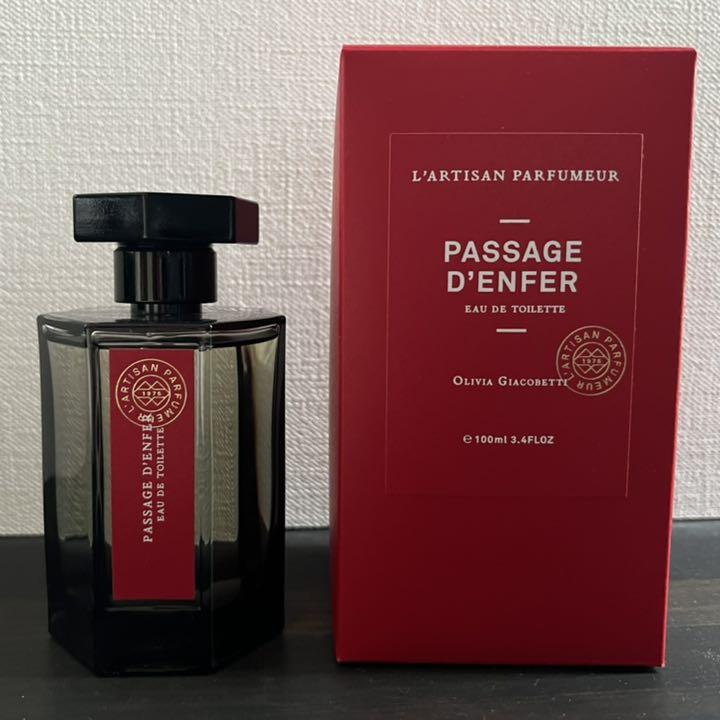 L'ARTISAN PARFUMEUR
1976
PASSAGE D'ENFER
EAU DE TOILETTE
L'ARTISAN PARFUMEUR
PASSAGE
D'ENFER
EAU DE TOILETTE
OLIVIA GIACOBETTI
L'ARTISAN PARFUMEUR
1976
℮ 100ml 3.4FLOZ